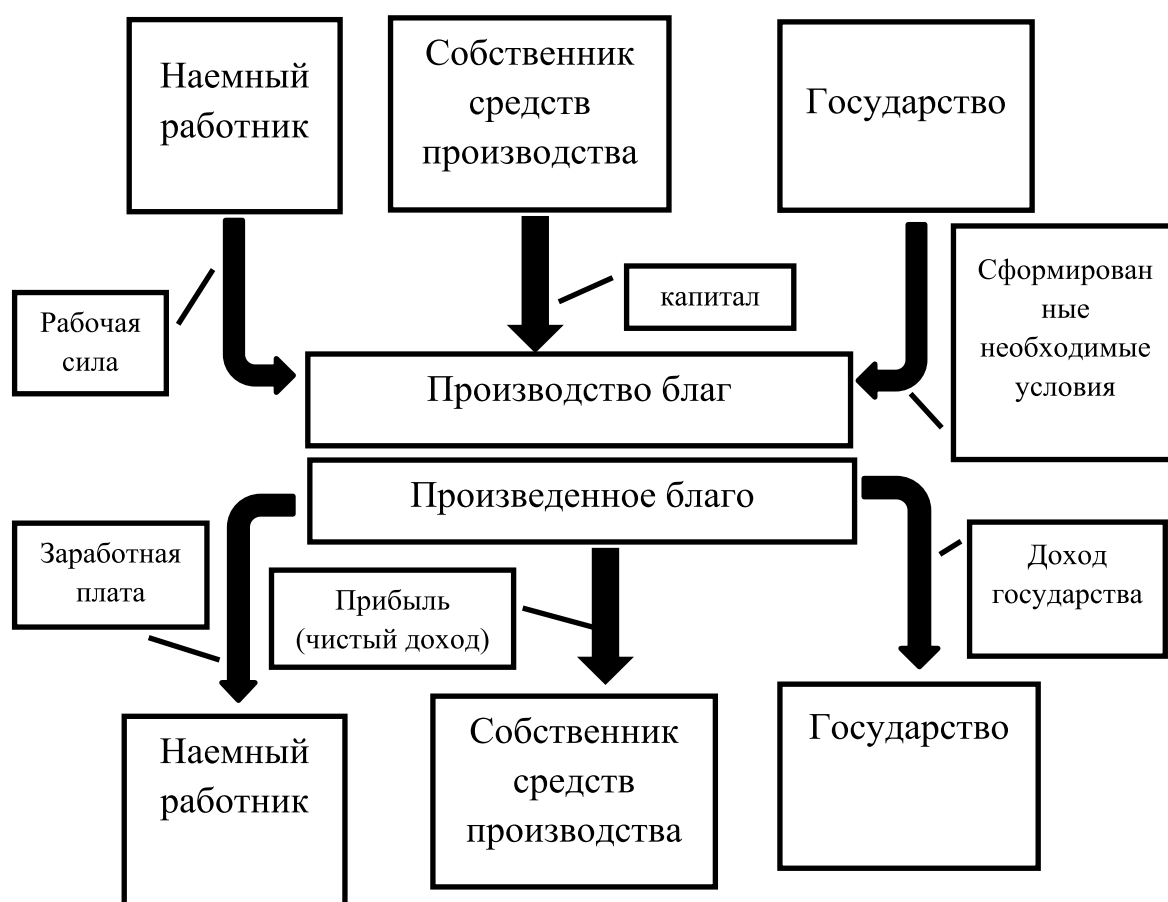 Наемный
работник
Собственник
средств
производства
Государство
Рабочая
сила
капитал
Сформирован
ные
необходимые
условия
Производство благ
Произведенное благо
Заработная
плата
Прибыль
(чистый доход)
Доход
государства
Наемный
работник
Собственник
средств
производства
Государство